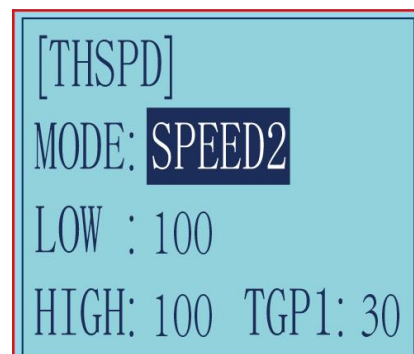 [THSPD]
MODE: SPEED2
LOW : 100
HIGH: 100 TGP1: 30